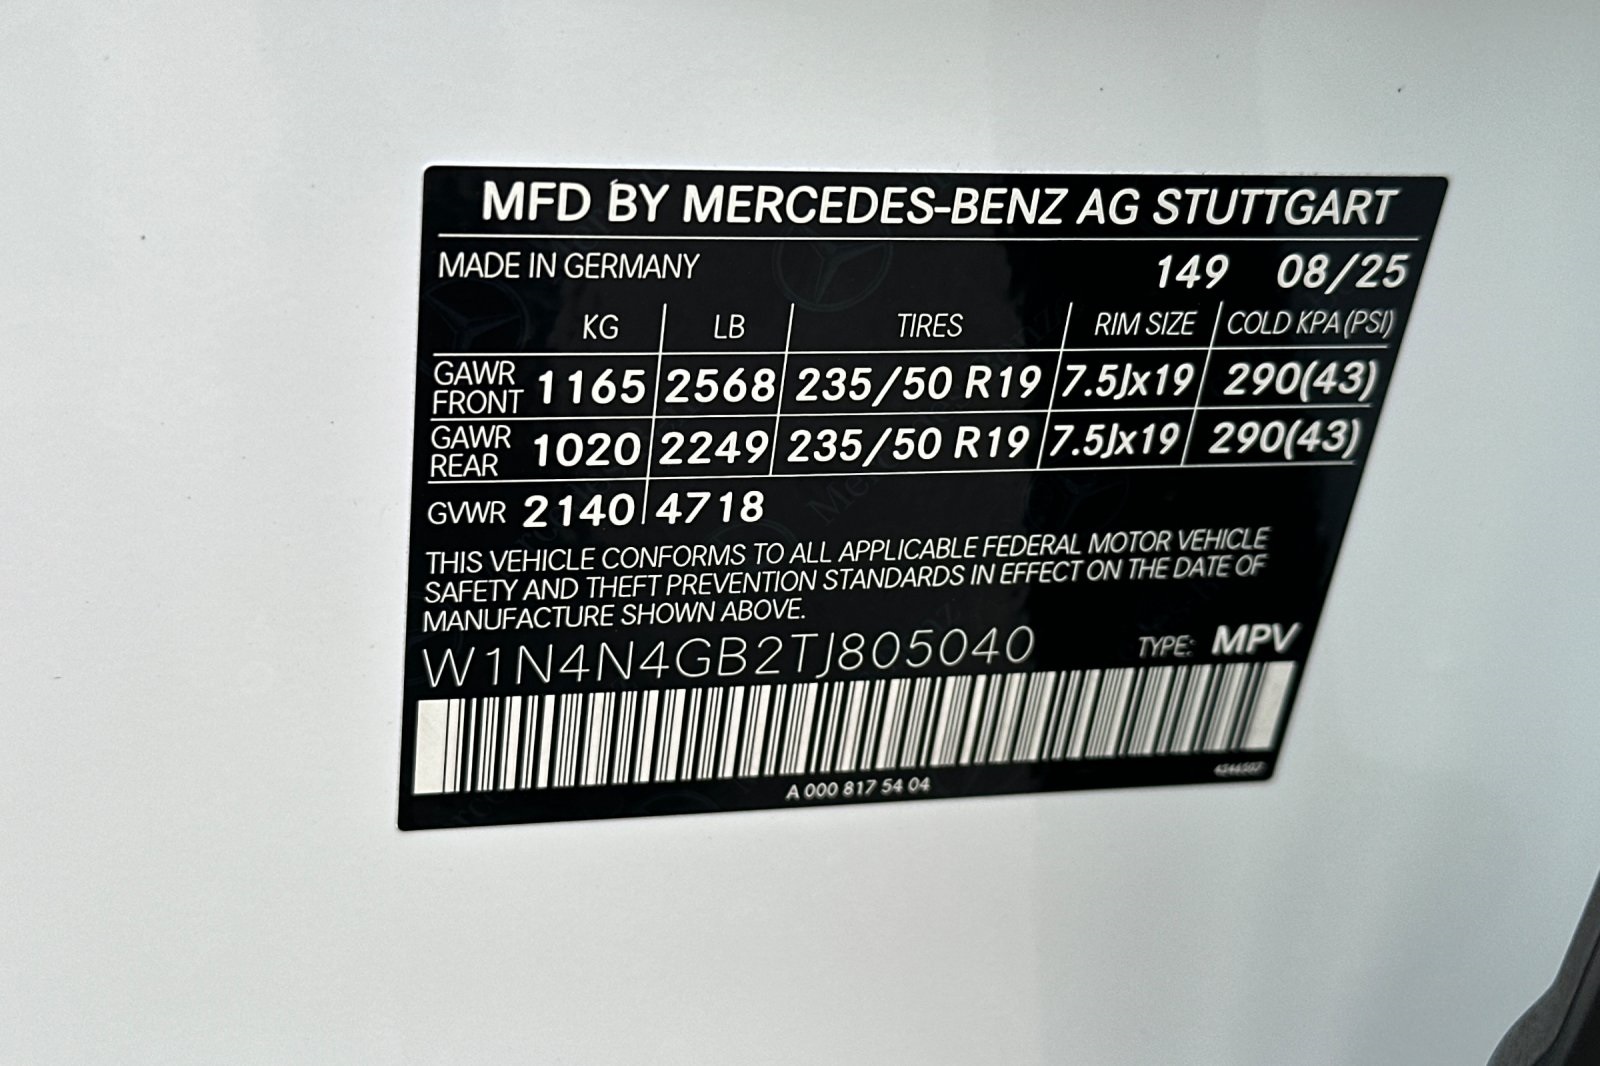 MFD BY MERCEDES-BENZ AG STUTTGART
MADE IN GERMANY 149 08/25
KG LB TIRES RIM SIZE COLD KPA (PSI)
GAWR FRONT 1165 2568 235/50 R19 7.5Jx19 290(43)
GAWR REAR 1020 2249 235/50 R19 7.5Jx19 290(43)
GVWR 2140 4718
THIS VEHICLE CONFORMS TO ALL APPLICABLE FEDERAL MOTOR VEHICLE
SAFETY AND THEFT PREVENTION STANDARDS IN EFFECT ON THE DATE OF
MANUFACTURE SHOWN ABOVE.
W1N4N4GB2TJ805040 TYPE: MPV
A 000 817 54 04